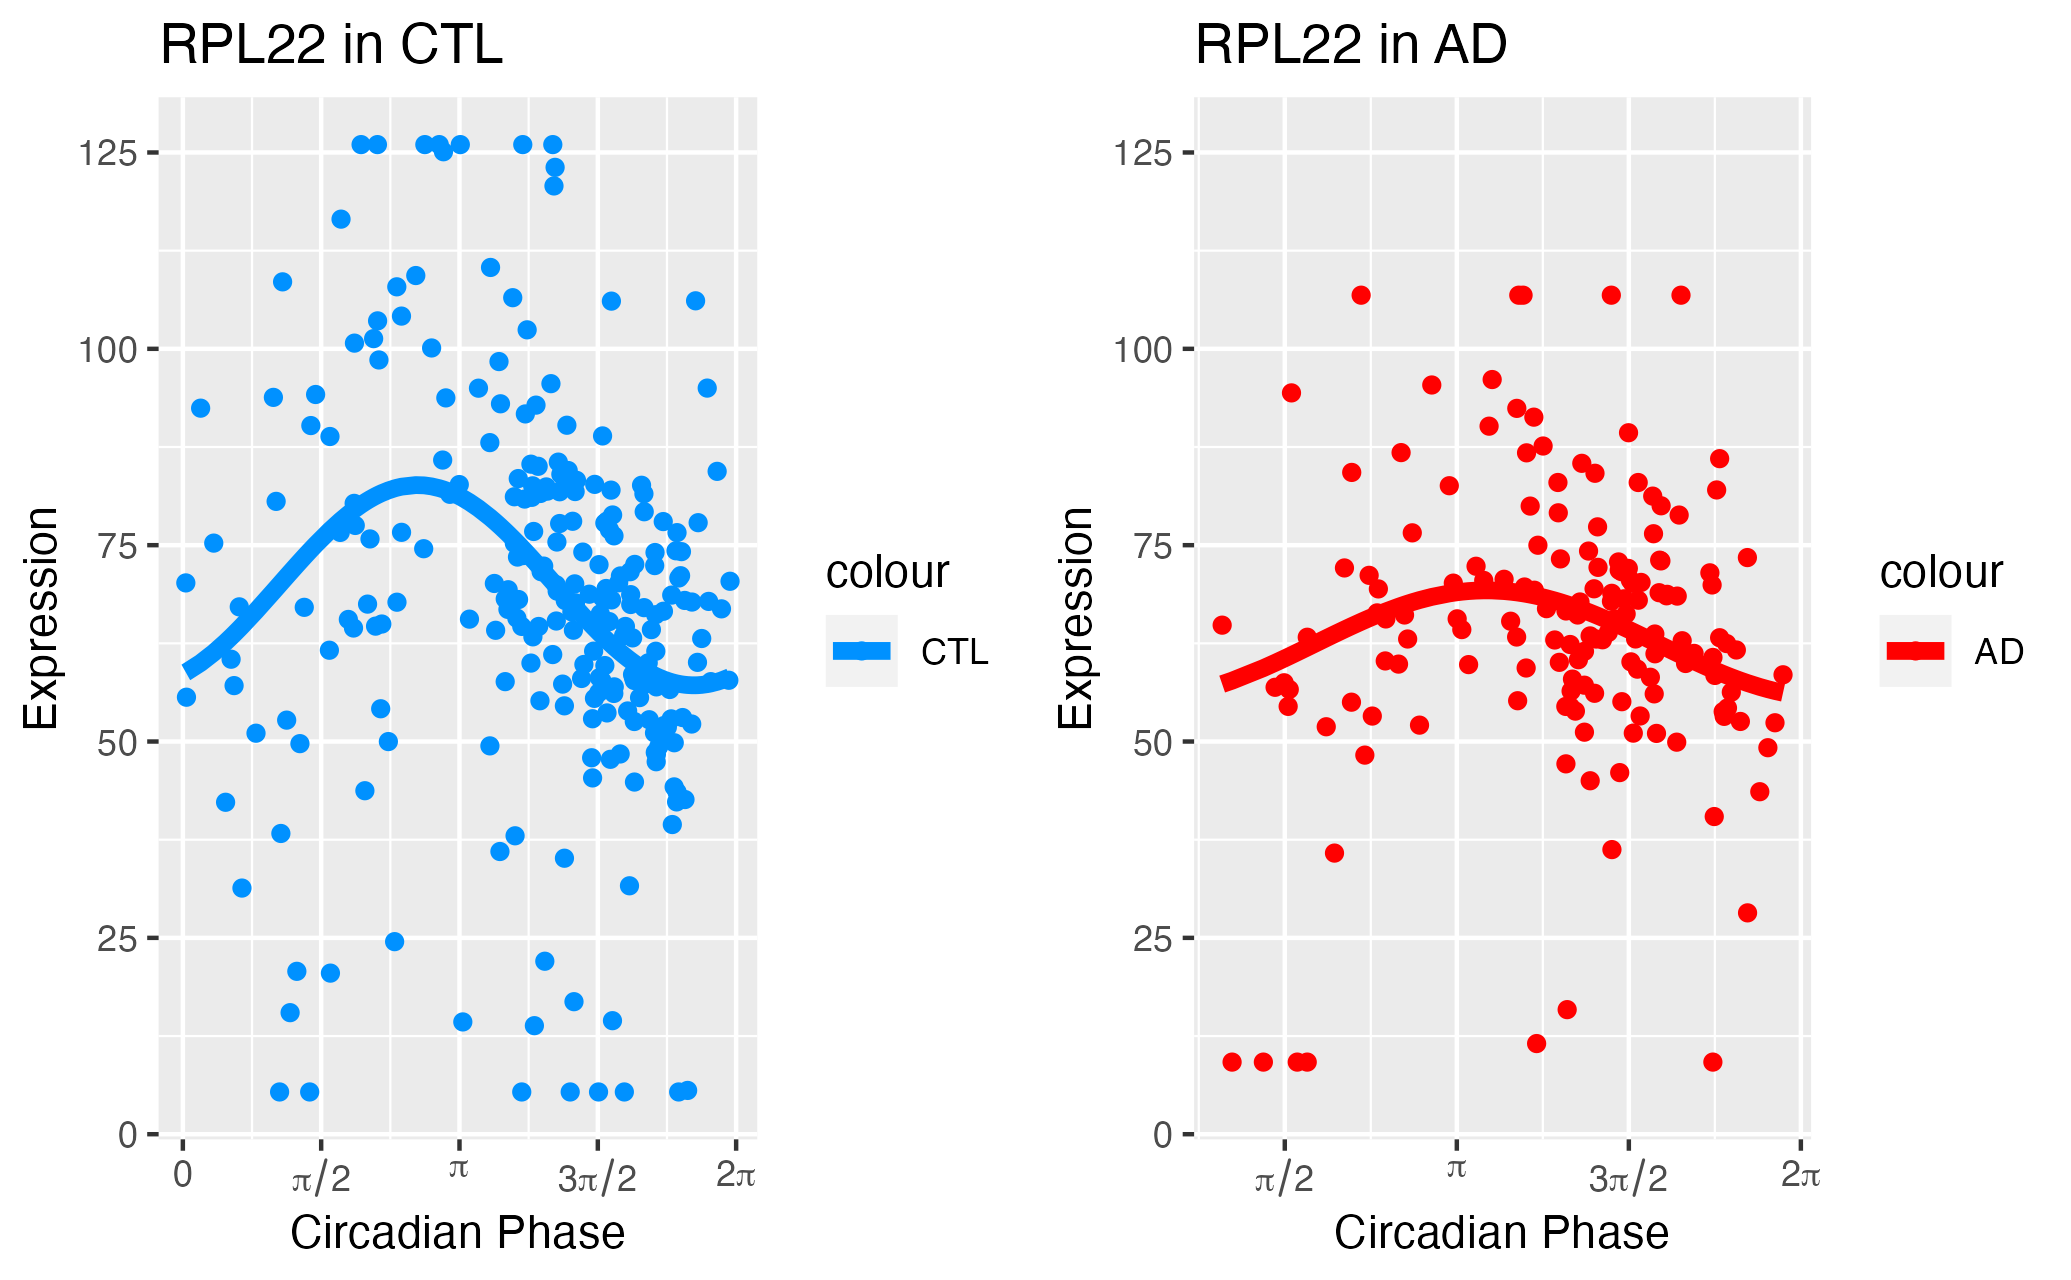 RPL22 in CTL
125
100
75
50
25
0
Expression
0
π/2
π
3π/2
2π
Circadian Phase
colour
CTL
RPL22 in AD
125
100
75
50
25
0
Expression
π/2
π
3π/2
2π
Circadian Phase
colour
AD